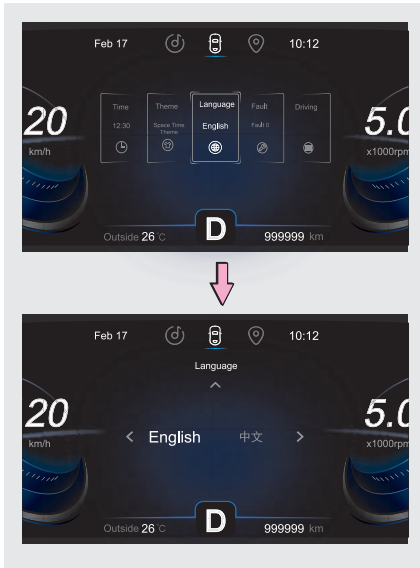 Feb 17 10:12
Time Theme Language Fault Driving
12:30 Space Time Theme English Fault 0
20 5.0
km/h x1000rpm
Outside 26 °C D 999999 km
Feb 17 10:12
Language
English 中文
20 5.0
km/h x1000rpm
Outside 26 °C D 999999 km